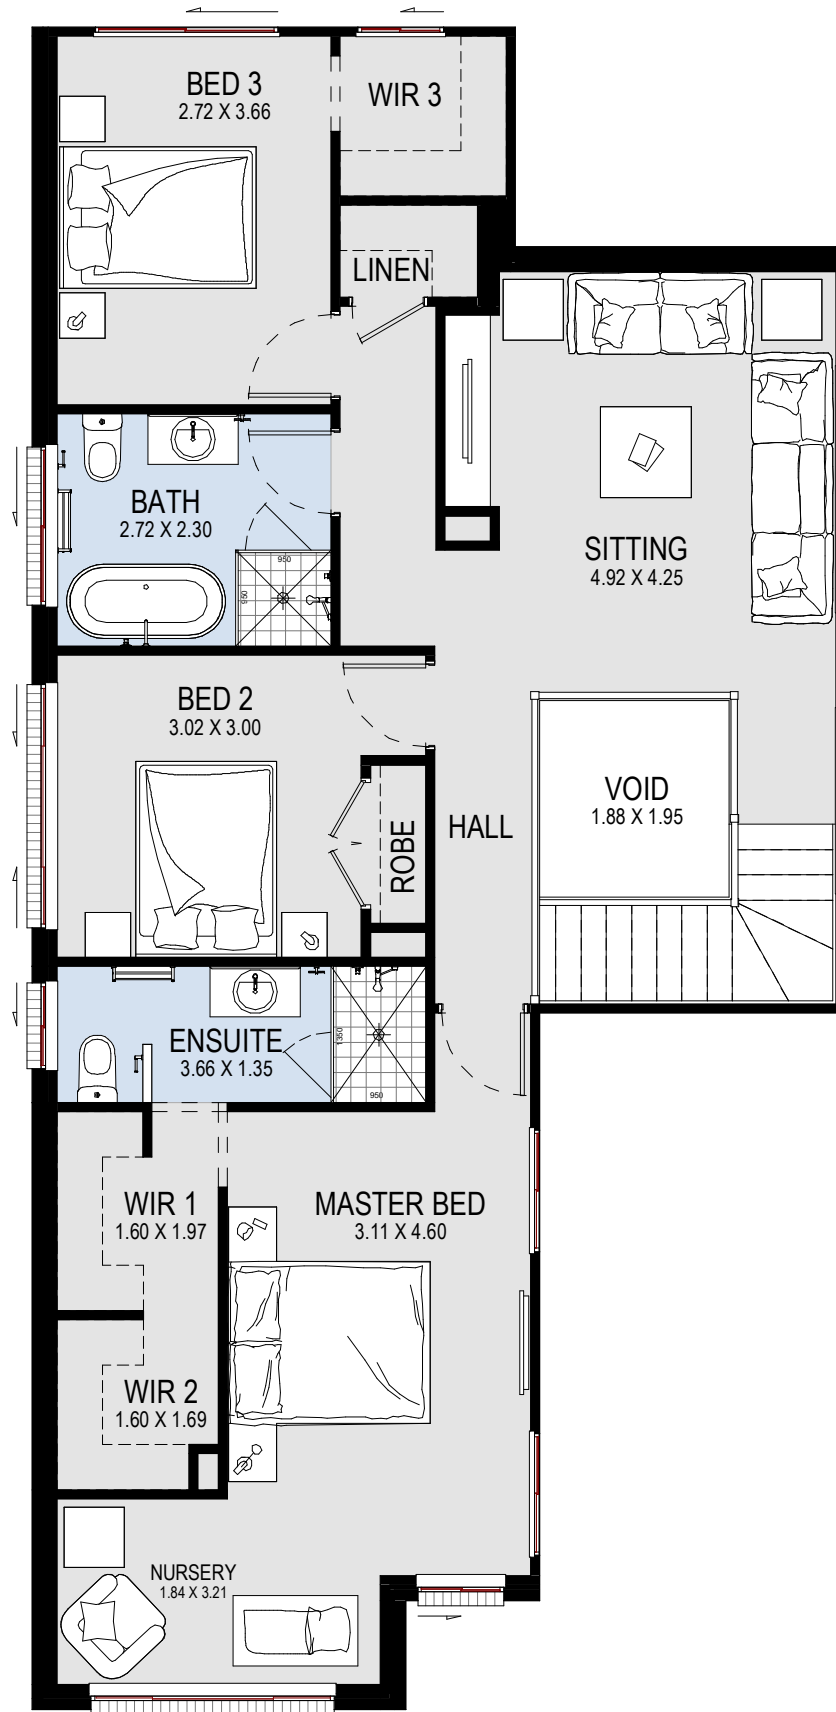 BED 3
2.72 X 3.66
WIR 3
LINEN
BATH
2.72 X 2.30
950
950
SITTING
4.92 X 4.25
BED 2
3.02 X 3.00
ROBE
HALL
VOID
1.88 X 1.95
ENSUITE
3.66 X 1.35
1350
950
WIR 1
1.60 X 1.97
MASTER BED
3.11 X 4.60
WIR 2
1.60 X 1.69
NURSERY
1.84 X 3.21